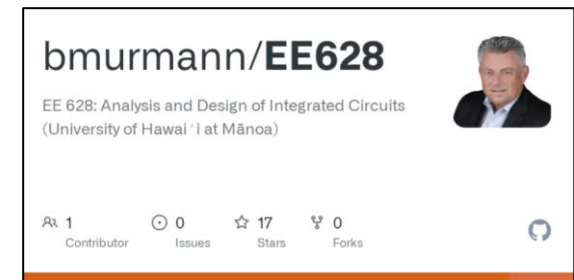 bmurmann/EE628
EE 628: Analysis and Design of Integrated Circuits
(University of Hawaiʻi at Mānoa)
1
Contributor
0
Issues
17
Stars
0
Forks